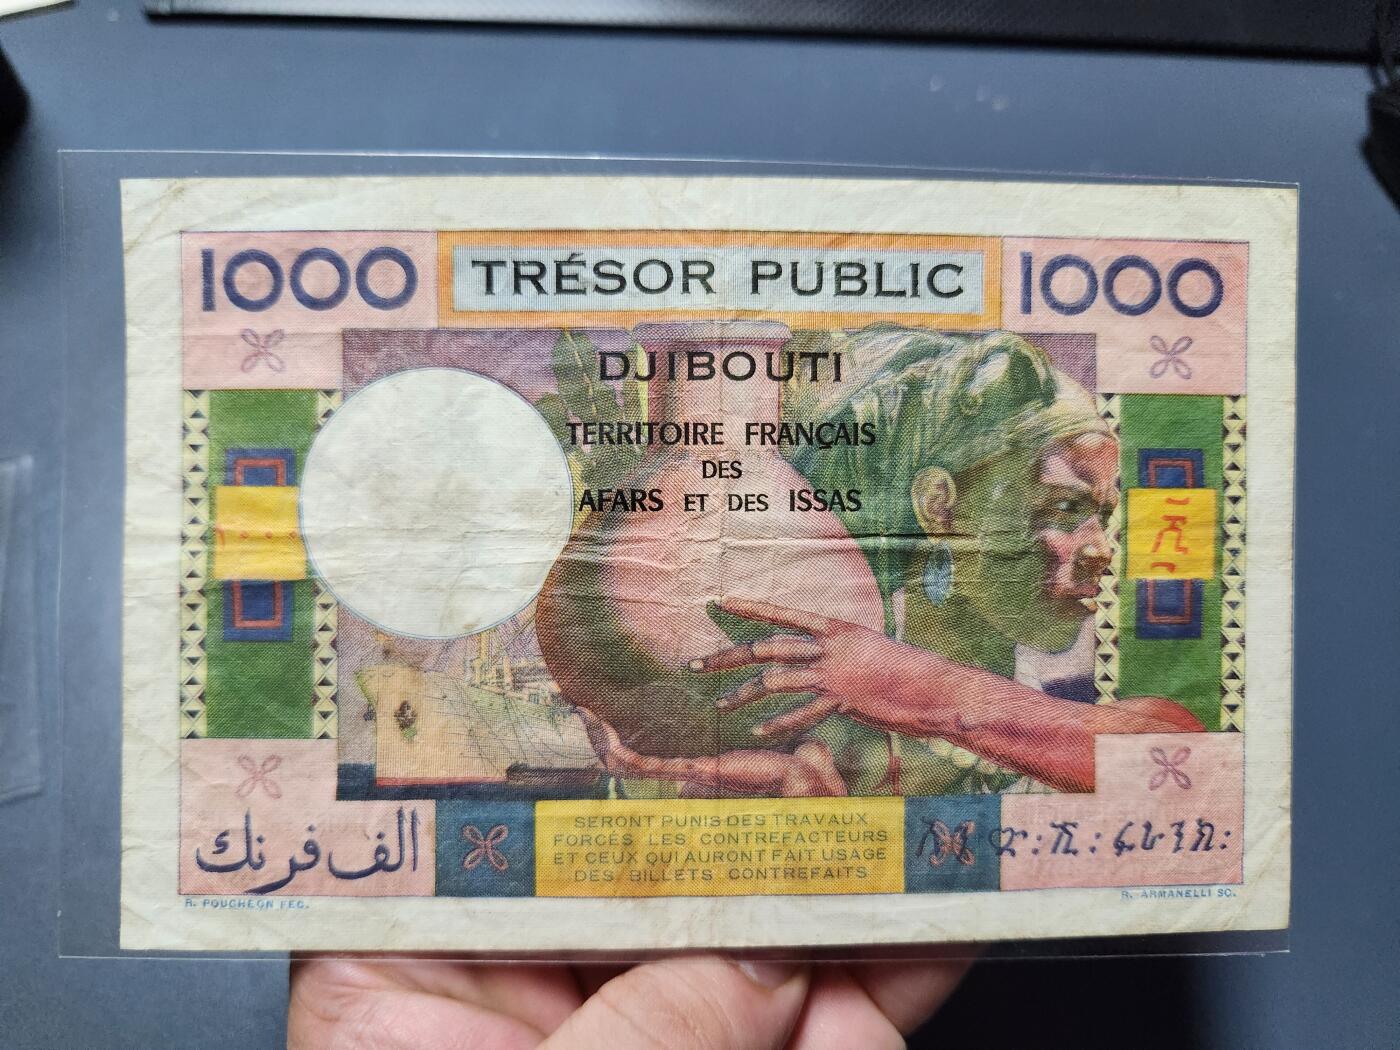 1000 TRÉSOR PUBLIC 1000
DJIBOUTI
TERRITOIRE FRANÇAIS
DES
AFARS ET DES ISSAS
SERONT PUNIS DES TRAVAUX
FORCÉS LES CONTREFACTEURS
ET CEUX QUI AURONT FAIT USAGE
DES BILLETS CONTREFAITS
الف فرنك
R. POUGHEON FEC.
R. ARMANELLI SC.